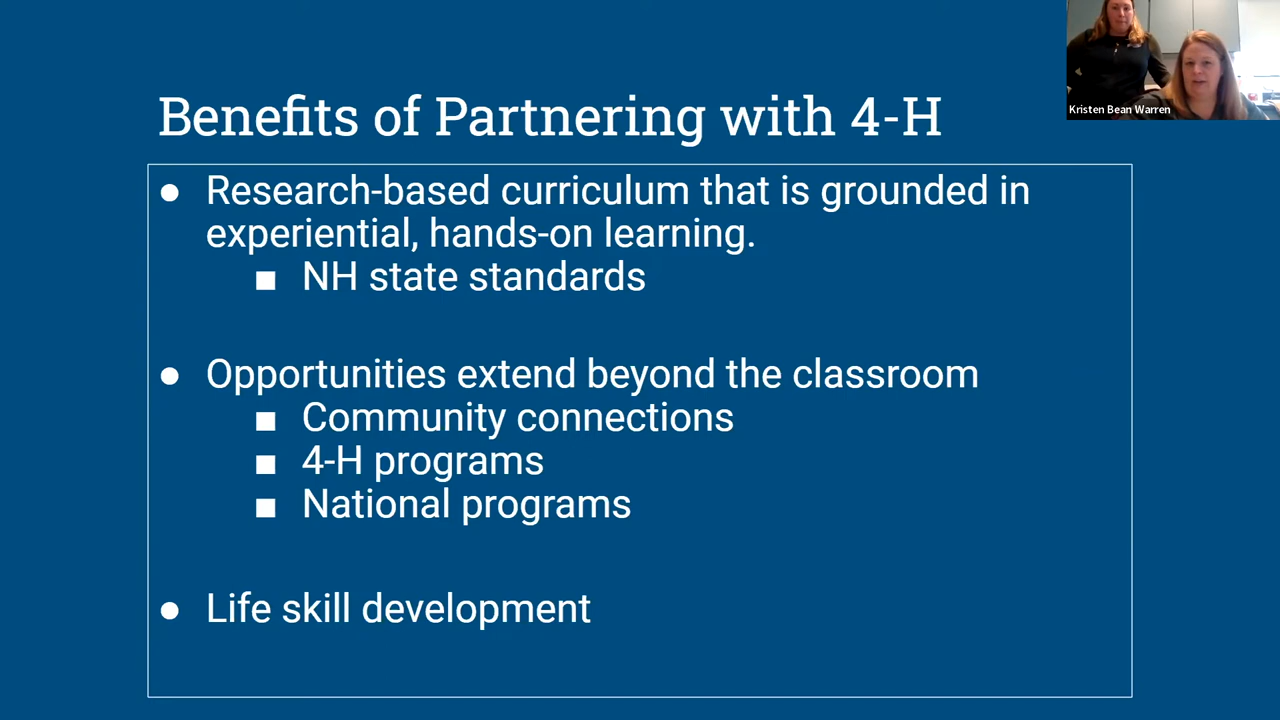 Kristen Bean Warren
Benefits of Partnering with 4-H
● Research-based curriculum that is grounded in
experiential, hands-on learning.
■ NH state standards
● Opportunities extend beyond the classroom
■ Community connections
■ 4-H programs
■ National programs
● Life skill development